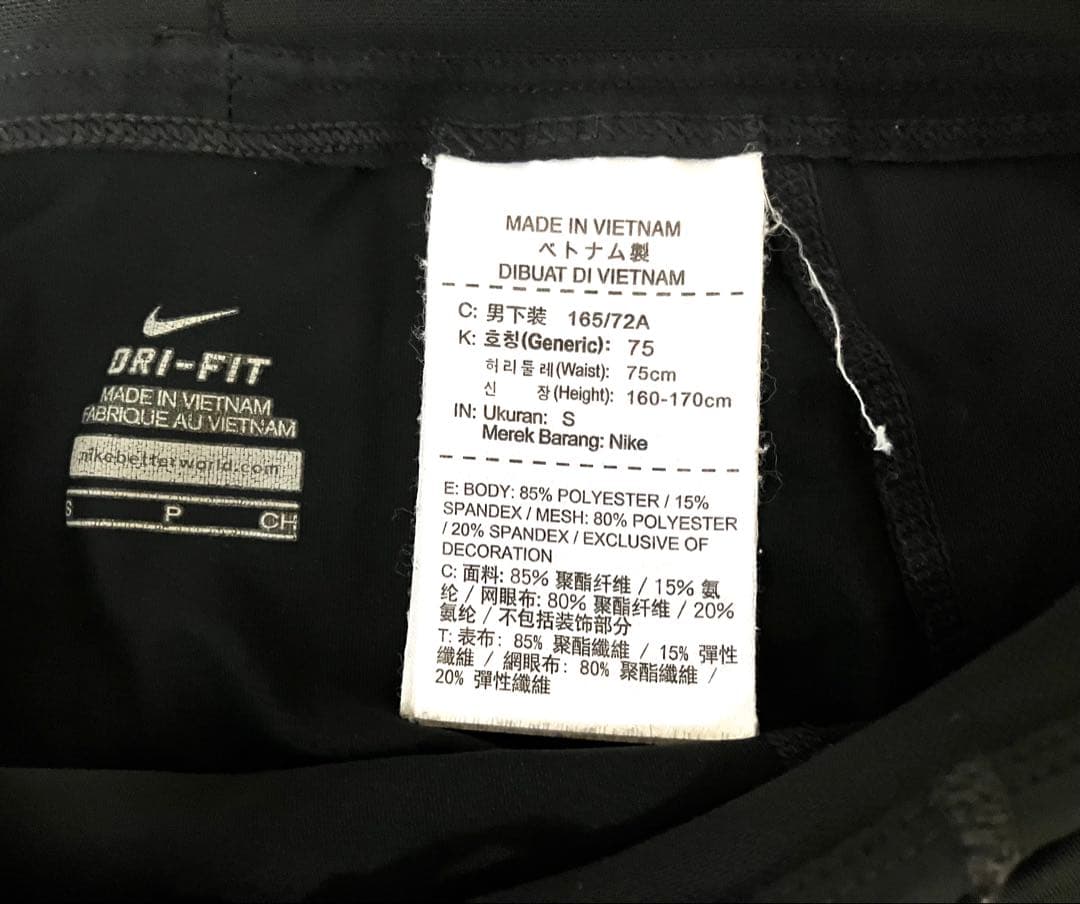 DRI-FIT
MADE IN VIETNAM
FABRIQUE AU VIETNAM
nikebetterworld.com
S P CH
MADE IN VIETNAM
ベトナム製
DIBUAT DI VIETNAM
C: 男下装 165/72A
K: 호칭(Generic): 75
허리둘레(Waist): 75cm
신 장(Height): 160-170cm
IN: Ukuran: S
Merek Barang: Nike
E: BODY: 85% POLYESTER / 15%
SPANDEX / MESH: 80% POLYESTER
/ 20% SPANDEX / EXCLUSIVE OF
DECORATION
C: 面料: 85% 聚酯纤维 / 15% 氨
纶 / 网眼布: 80% 聚酯纤维 / 20%
氨纶 / 不包括装饰部分
T: 表布: 85% 聚酯纖維 / 15% 彈性
纖維 / 網眼布: 80% 聚酯纖維 /
20% 彈性纖維